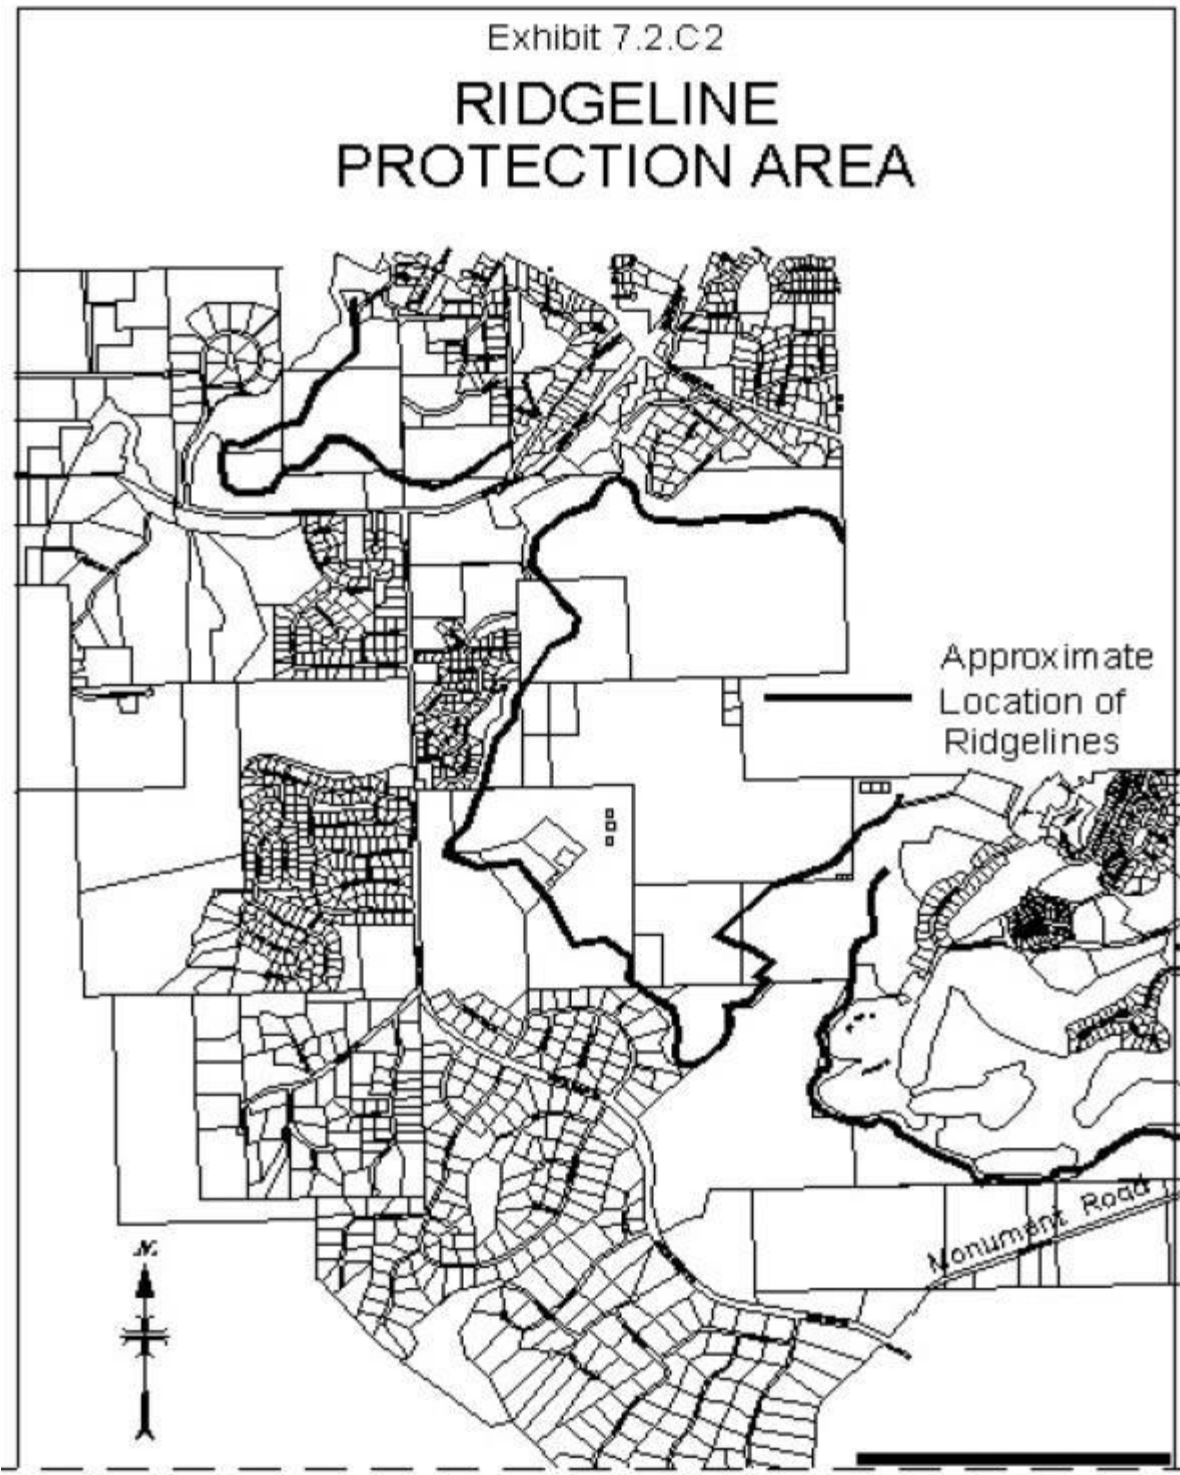 Exhibit 7.2.C2
RIDGELINE
PROTECTION AREA
Approximate
Location of
Ridgelines
Monument Road
N.